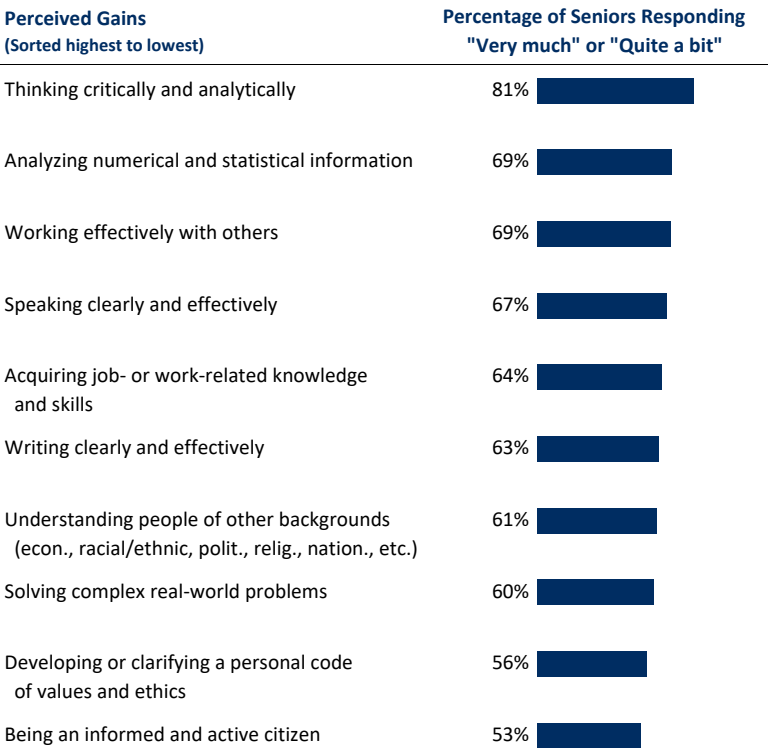 Perceived Gains
(Sorted highest to lowest)
Percentage of Seniors Responding
"Very much" or "Quite a bit"
Thinking critically and analytically 81%
Analyzing numerical and statistical information 69%
Working effectively with others 69%
Speaking clearly and effectively 67%
Acquiring job- or work-related knowledge 64%
and skills
Writing clearly and effectively 63%
Understanding people of other backgrounds 61%
(econ., racial/ethnic, polit., relig., nation., etc.)
Solving complex real-world problems 60%
Developing or clarifying a personal code 56%
of values and ethics
Being an informed and active citizen 53%